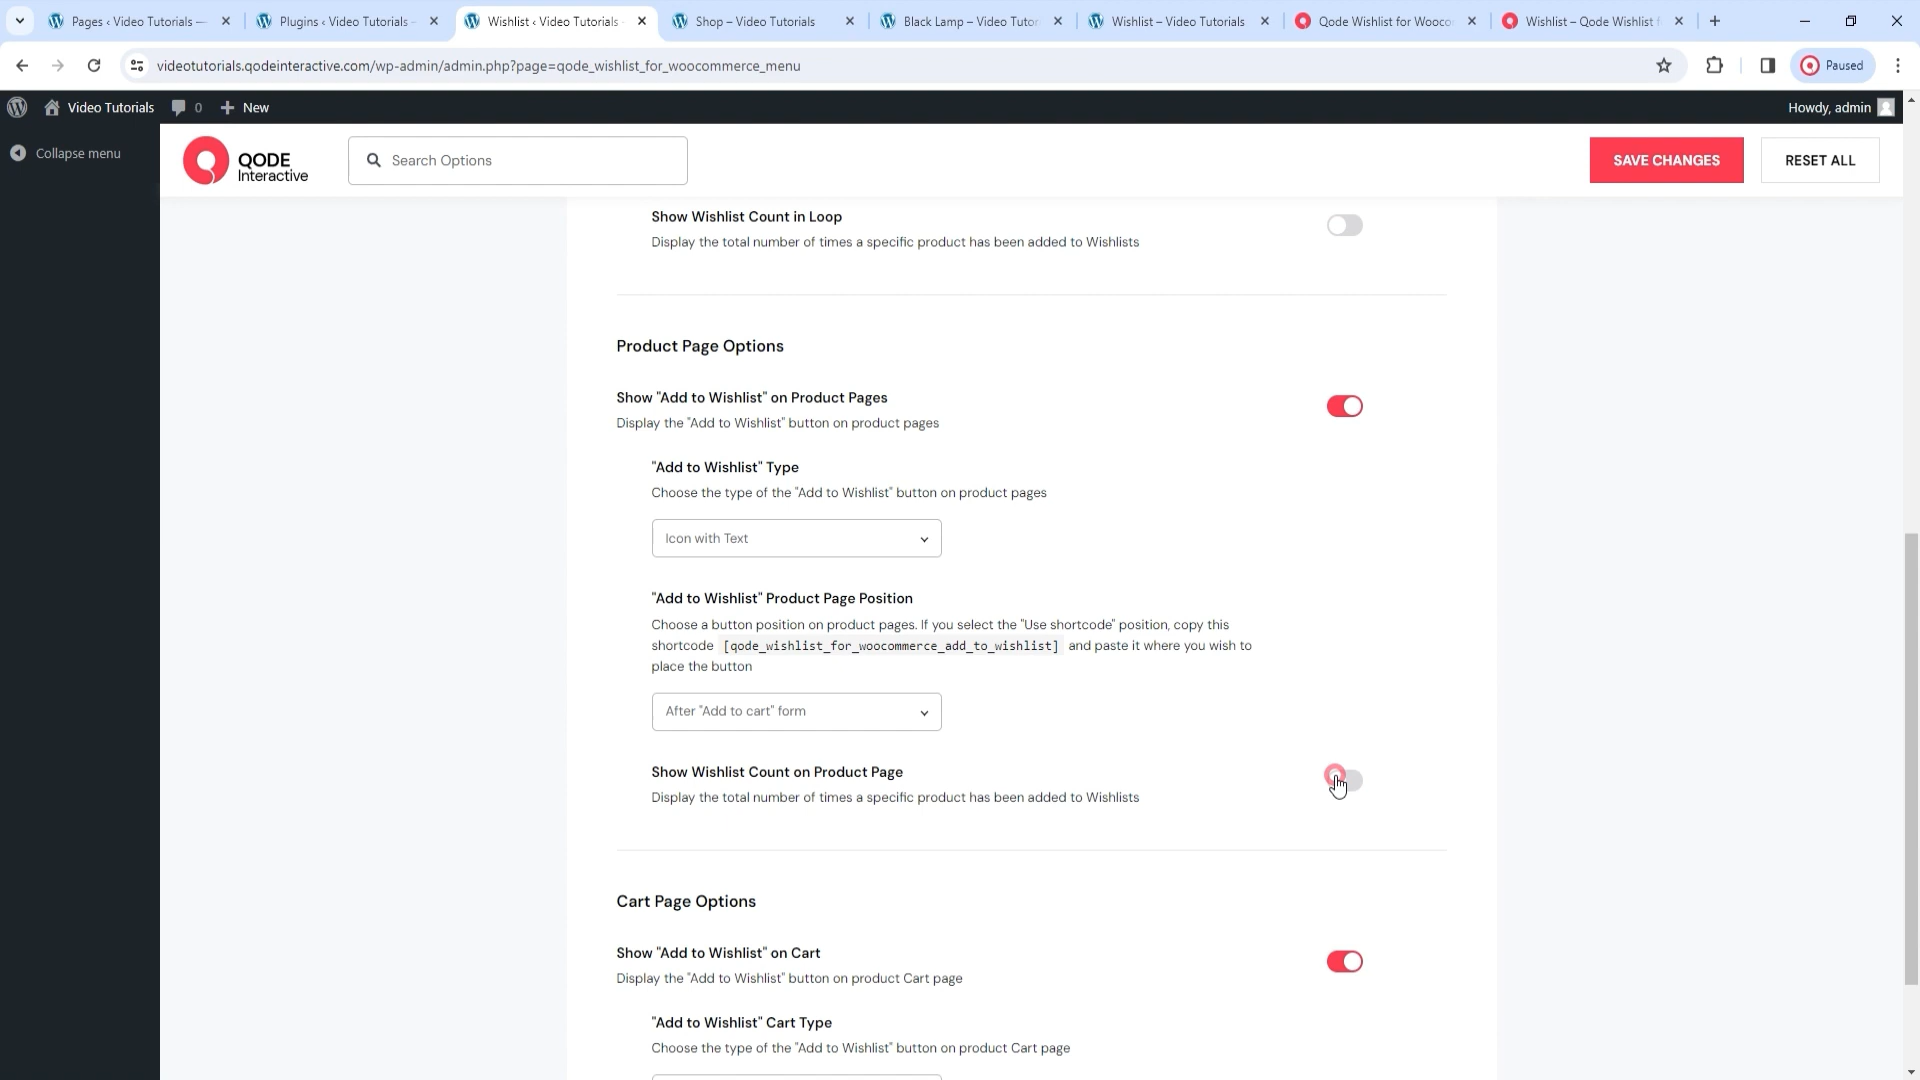 Pages ‹ Video Tutorials —
Plugins ‹ Video Tutorials
Wishlist ‹ Video Tutorials
Shop – Video Tutorials
Black Lamp – Video Tutor
Wishlist – Video Tutorials
Qode Wishlist for Wooco
Wishlist – Qode Wishlist f
videotutorials.qodeinteractive.com/wp-admin/admin.php?page=qode_wishlist_for_woocommerce_menu
Paused
Video Tutorials
0
New
Howdy, admin
Collapse menu
QODE
Interactive
Search Options
SAVE CHANGES
RESET ALL
Show Wishlist Count in Loop
Display the total number of times a specific product has been added to Wishlists
Product Page Options
Show "Add to Wishlist" on Product Pages
Display the "Add to Wishlist" button on product pages
"Add to Wishlist" Type
Choose the type of the "Add to Wishlist" button on product pages
Icon with Text
"Add to Wishlist" Product Page Position
Choose a button position on product pages. If you select the "Use shortcode" position, copy this
shortcode [qode_wishlist_for_woocommerce_add_to_wishlist] and paste it where you wish to
place the button
After "Add to cart" form
Show Wishlist Count on Product Page
Display the total number of times a specific product has been added to Wishlists
Cart Page Options
Show "Add to Wishlist" on Cart
Display the "Add to Wishlist" button on product Cart page
"Add to Wishlist" Cart Type
Choose the type of the "Add to Wishlist" button on product Cart page